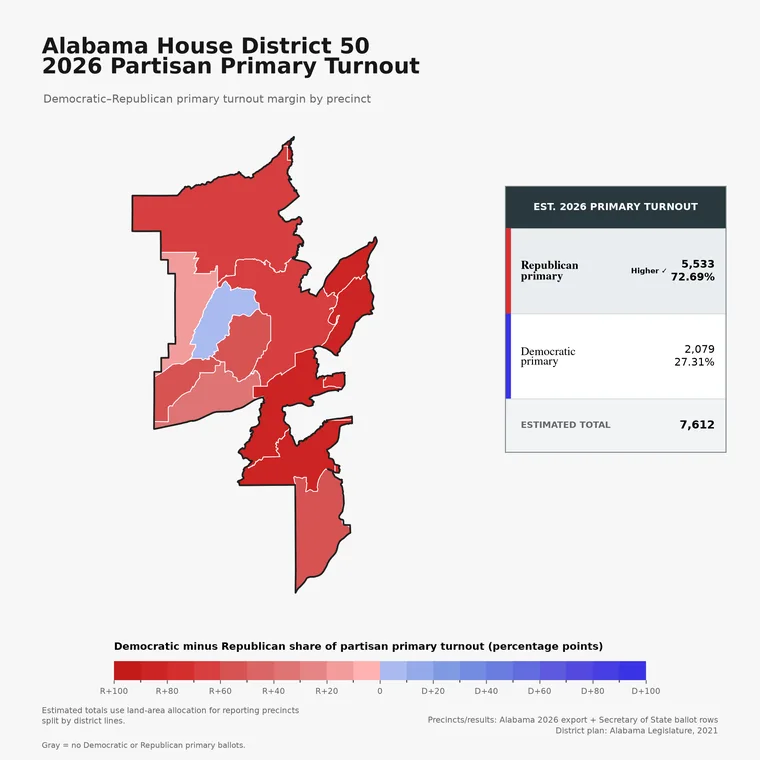 Alabama House District 50
2026 Partisan Primary Turnout
Democratic–Republican primary turnout margin by precinct
EST. 2026 PRIMARY TURNOUT
Republican
primary
Higher ✓
5,533
72.69%
Democratic
primary
2,079
27.31%
ESTIMATED TOTAL
7,612
Democratic minus Republican share of partisan primary turnout (percentage points)
R+100 R+80 R+60 R+40 R+20 0 D+20 D+40 D+60 D+80 D+100
Estimated totals use land-area allocation for reporting precincts
split by district lines.
Gray = no Democratic or Republican primary ballots.
Precincts/results: Alabama 2026 export + Secretary of State ballot rows
District plan: Alabama Legislature, 2021